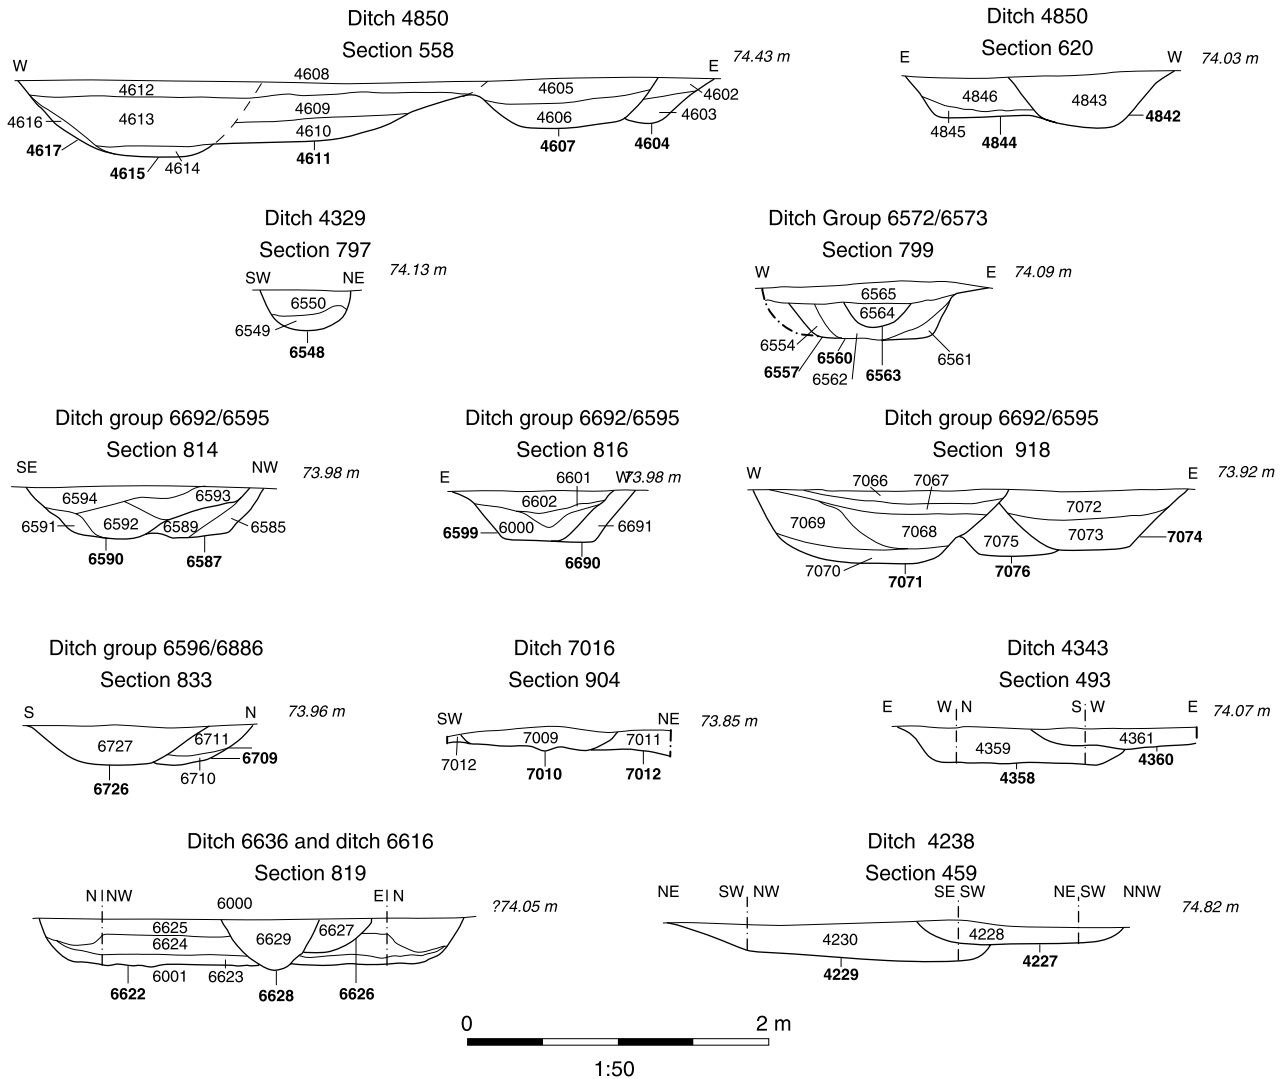 Ditch 4850
Section 558
W
E
74.43 m
4608
4612
4605
4602
4609
4616
4613
4606
4603
4610
4617
4611
4607
4604
4615
4614
Ditch 4850
Section 620
E
W
74.03 m
4846
4843
4842
4845
4844
Ditch 4329
Section 797
SW
NE
74.13 m
6550
6549
6548
Ditch Group 6572/6573
Section 799
W
E
74.09 m
6565
6564
6554
6560
6561
6557
6562
6563
Ditch group 6692/6595
Section 814
SE
NW
73.98 m
6594
6593
6591
6592
6589
6585
6590
6587
Ditch group 6692/6595
Section 816
E
6601
W
73.98 m
6602
6599
6000
6691
6690
Ditch group 6692/6595
Section 918
W
E
73.92 m
7066
7067
7072
7069
7068
7075
7073
7074
7070
7071
7076
Ditch group 6596/6886
Section 833
S
N
73.96 m
6727
6711
6709
6710
6726
Ditch 7016
Section 904
SW
NE
73.85 m
7009
7011
7012
7010
7012
Ditch 4343
Section 493
E
W N
S W
E
74.07 m
4359
4361
4358
4360
Ditch 6636 and ditch 6616
Section 819
N NW
6000
E N
?74.05 m
6625
6627
6624
6629
6001
6623
6622
6628
6626
Ditch 4238
Section 459
NE
SW NW
SE SW
NE SW
NNW
74.82 m
4230
4228
4229
4227
0
2 m
1:50